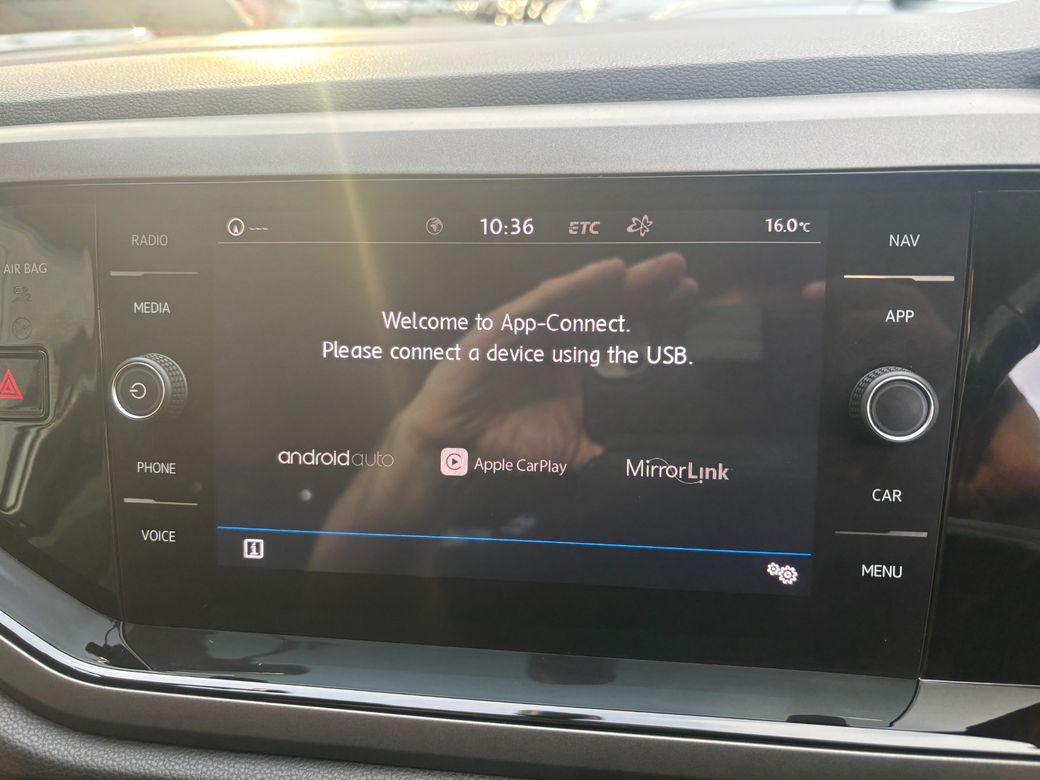 RADIO
AIR BAG
MEDIA
PHONE
VOICE
---
10:36
ETC
16.0°C
Welcome to App-Connect.
Please connect a device using the USB.
androidauto
Apple CarPlay
MirrorLink
i
NAV
APP
CAR
MENU